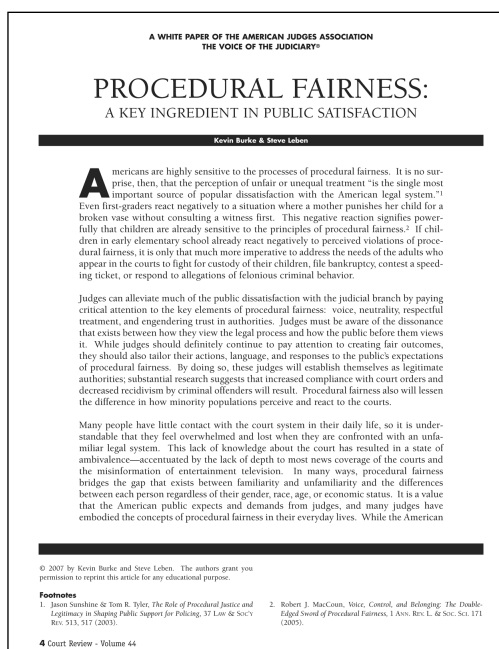 A WHITE PAPER OF THE AMERICAN JUDGES ASSOCIATION
THE VOICE OF THE JUDICIARY®
PROCEDURAL FAIRNESS:
A KEY INGREDIENT IN PUBLIC SATISFACTION
Kevin Burke & Steve Leben
Americans are highly sensitive to the processes of procedural fairness. It is no sur-
prise, then, that the perception of unfair or unequal treatment “is the single most
important source of popular dissatisfaction with the American legal system.”1
Even first-graders react negatively to a situation where a mother punishes her child for a
broken vase without consulting a witness first. This negative reaction signifies power-
fully that children are already sensitive to the principles of procedural fairness.2 If chil-
dren in early elementary school already react negatively to perceived violations of proce-
dural fairness, it is only that much more imperative to address the needs of the adults who
appear in the courts to fight for custody of their children, file bankruptcy, contest a speed-
ing ticket, or respond to allegations of felonious criminal behavior.
Judges can alleviate much of the public dissatisfaction with the judicial branch by paying
critical attention to the key elements of procedural fairness: voice, neutrality, respectful
treatment, and engendering trust in authorities. Judges must be aware of the dissonance
that exists between how they view the legal process and how the public before them views
it. While judges should definitely continue to pay attention to creating fair outcomes,
they should also tailor their actions, language, and responses to the public’s expectations
of procedural fairness. By doing so, these judges will establish themselves as legitimate
authorities; substantial research suggests that increased compliance with court orders and
decreased recidivism by criminal offenders will result. Procedural fairness also will lessen
the difference in how minority populations perceive and react to the courts.
Many people have little contact with the court system in their daily life, so it is under-
standable that they feel overwhelmed and lost when they are confronted with an unfa-
miliar legal system. This lack of knowledge about the court has resulted in a state of
ambivalence—accentuated by the lack of depth to most news coverage of the courts and
the misinformation of entertainment television. In many ways, procedural fairness
bridges the gap that exists between familiarity and unfamiliarity and the differences
between each person regardless of their gender, race, age, or economic status. It is a value
that the American public expects and demands from judges, and many judges have
embodied the concepts of procedural fairness in their everyday lives. While the American
© 2007 by Kevin Burke and Steve Leben. The authors grant you
permission to reprint this article for any educational purpose.
Footnotes
1. Jason Sunshine & Tom R. Tyler, The Role of Procedural Justice and
Legitimacy in Shaping Public Support for Policing, 37 LAW & SOC’Y
REV. 513, 517 (2003).
2. Robert J. MacCoun, Voice, Control, and Belonging: The Double-
Edged Sword of Procedural Fairness, 1 ANN. REV. L. & SOC. SCI. 171
(2005).
4 Court Review - Volume 44